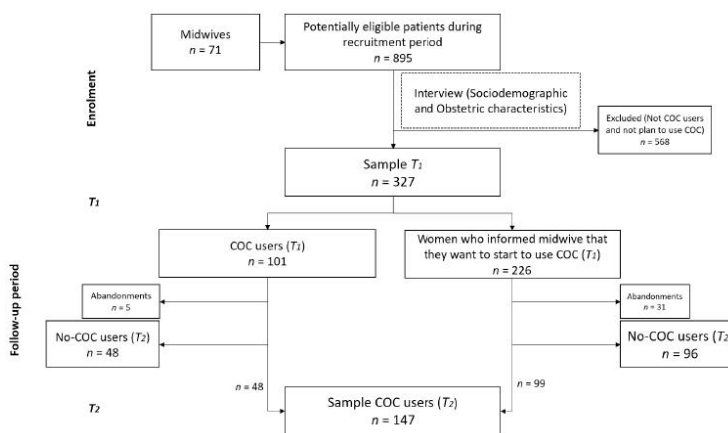 Midwives
n = 71
Potentially eligible patients during
recruitment period
n = 895
Enrolment
Interview (Sociodemographic
and Obstetric characteristics)
Excluded (Not COC users
and not plan to use COC)
n = 568
Sample T1
n = 327
T1
COC users (T1)
n = 101
Women who informed midwive that
they want to start to use COC (T1)
n = 226
Follow-up period
Abandonments
n = 5
Abandonments
n = 31
No-COC users (T2)
n = 48
No-COC users (T2
n = 96
n = 48
n = 99
Sample COC users (T2)
n = 147
T2